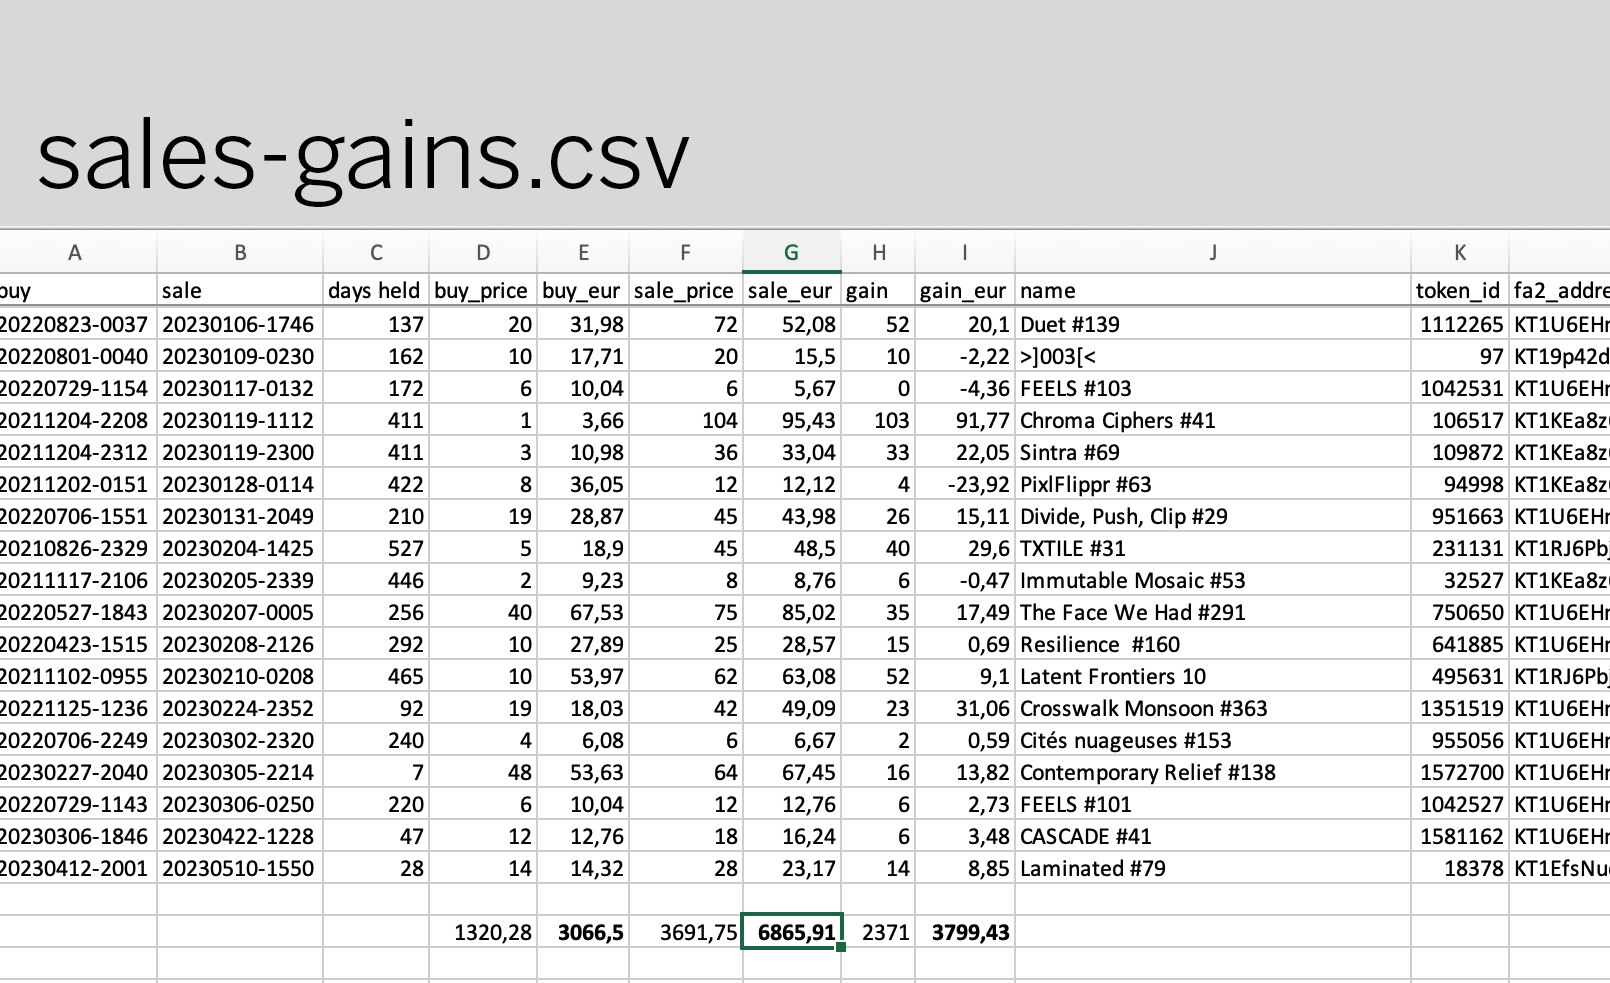 sales-gains.csv
A B C D E F G H I J K
buy sale days held buy_price buy_eur sale_price sale_eur gain gain_eur name token_id fa2_addre
20220823-0037 20230106-1746 137 20 31,98 72 52,08 52 20,1 Duet #139 1112265 KT1U6EHr
20220801-0040 20230109-0230 162 10 17,71 20 15,5 10 -2,22 >]003[< 97 KT19p42d
20220729-1154 20230117-0132 172 6 10,04 6 5,67 0 -4,36 FEELS #103 1042531 KT1U6EHr
20211204-2208 20230119-1112 411 1 3,66 104 95,43 103 91,77 Chroma Ciphers #41 106517 KT1KEa8z
20211204-2312 20230119-2300 411 3 10,98 36 33,04 33 22,05 Sintra #69 109872 KT1KEa8z
20211202-0151 20230128-0114 422 8 36,05 12 12,12 4 -23,92 PixlFlippr #63 94998 KT1KEa8z
20220706-1551 20230131-2049 210 19 28,87 45 43,98 26 15,11 Divide, Push, Clip #29 951663 KT1U6EHr
20210826-2329 20230204-1425 527 5 18,9 45 48,5 40 29,6 TXTILE #31 231131 KT1RJ6Pbj
20211117-2106 20230205-2339 446 2 9,23 8 8,76 6 -0,47 Immutable Mosaic #53 32527 KT1KEa8z
20220527-1843 20230207-0005 256 40 67,53 75 85,02 35 17,49 The Face We Had #291 750650 KT1U6EHr
20220423-1515 20230208-2126 292 10 27,89 25 28,57 15 0,69 Resilience  #160 641885 KT1U6EHr
20211102-0955 20230210-0208 465 10 53,97 62 63,08 52 9,1 Latent Frontiers 10 495631 KT1RJ6Pbj
20221125-1236 20230224-2352 92 19 18,03 42 49,09 23 31,06 Crosswalk Monsoon #363 1351519 KT1U6EHr
20220706-2249 20230302-2320 240 4 6,08 6 6,67 2 0,59 Cités nuageuses #153 955056 KT1U6EHr
20230227-2040 20230305-2214 7 48 53,63 64 67,45 16 13,82 Contemporary Relief #138 1572700 KT1U6EHr
20220729-1143 20230306-0250 220 6 10,04 12 12,76 6 2,73 FEELS #101 1042527 KT1U6EHr
20230306-1846 20230422-1228 47 12 12,76 18 16,24 6 3,48 CASCADE #41 1581162 KT1U6EHr
20230412-2001 20230510-1550 28 14 14,32 28 23,17 14 8,85 Laminated #79 18378 KT1EfsNu
1320,28 3066,5 3691,75 6865,91 2371 3799,43